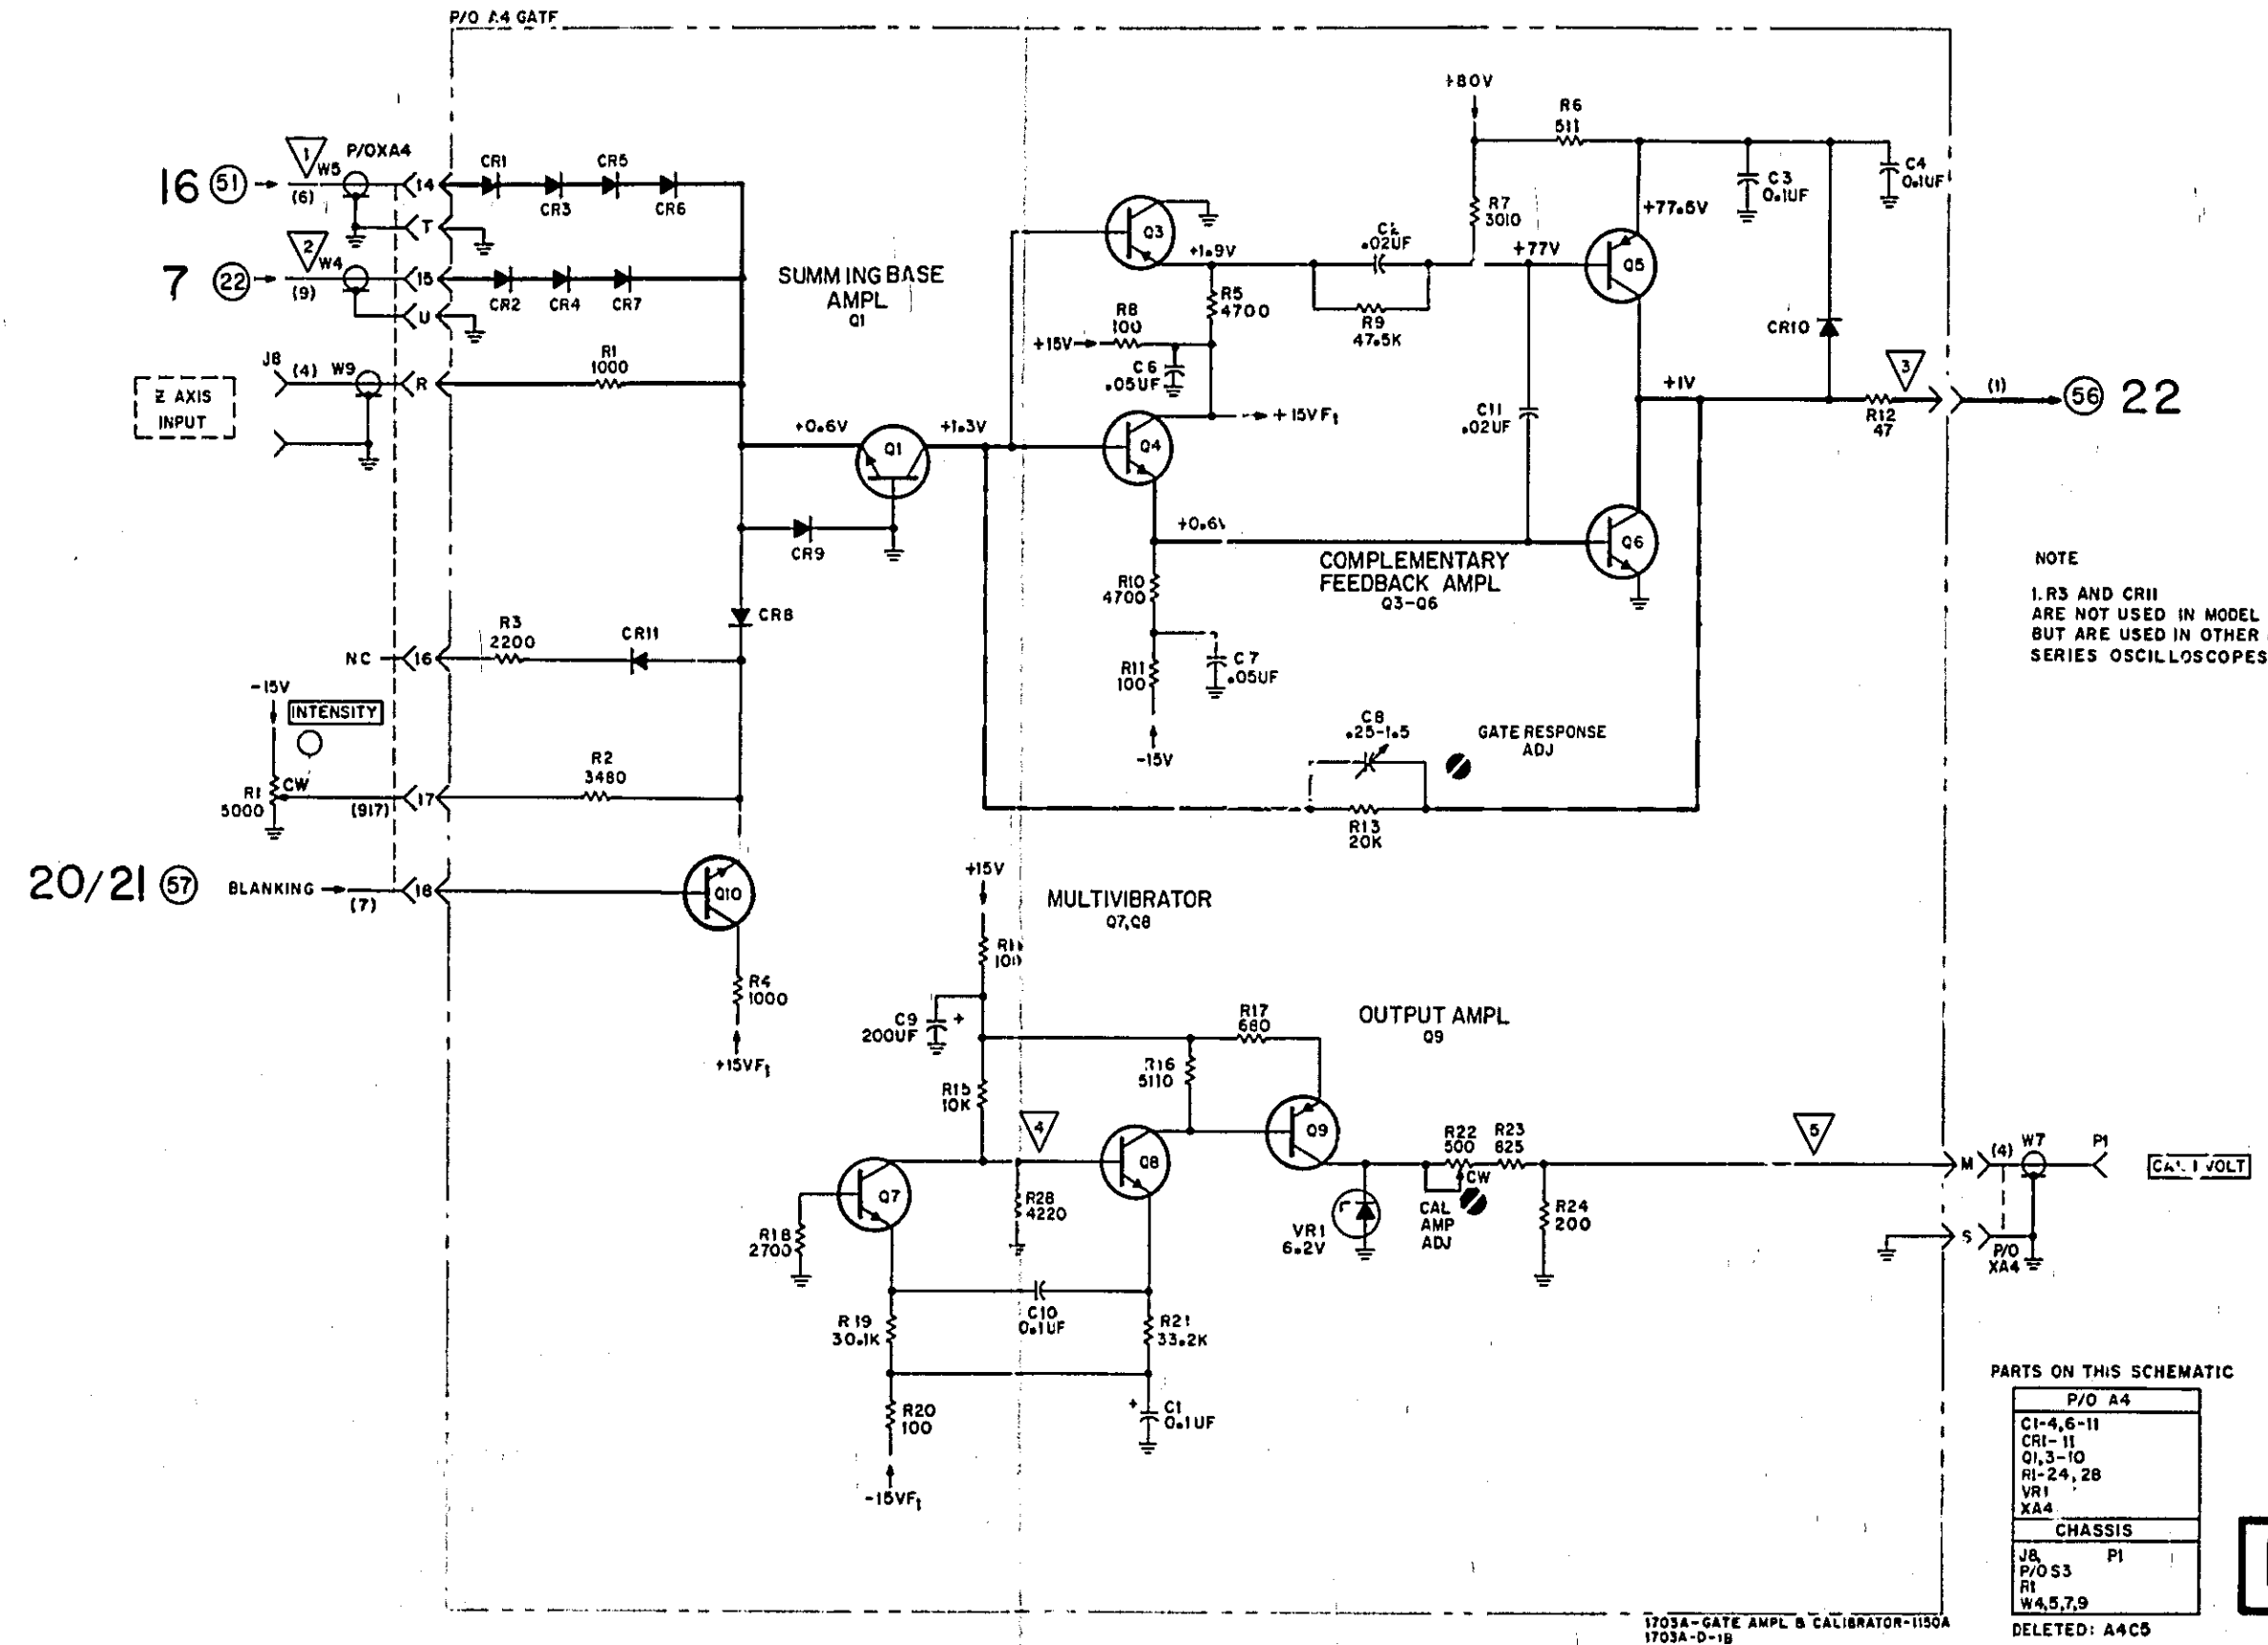 P/O A4 GATE
16 (51)
1
W5
P/OXA4
(6)
14
CR1
CR3
CR5
CR6
T
2
W4
7 (22)
(9)
15
CR2
CR4
CR7
U
SUMMING BASE
AMPL
Q1
J8
(4)
W9
R
R1
1000
Z AXIS
INPUT
+0.6V
Q1
+1.3V
CR9
CR8
NC
16
R3
2200
CR11
-15V
INTENSITY
R1
5000
CW
(917)
17
R2
3480
20/21 (57)
BLANKING
(7)
18
Q10
R4
1000
+15VF1
+80V
R6
511
R7
3010
C3
0.1UF
C4
0.1UF
+77.5V
Q3
+1.9V
C2
.02UF
+77V
Q5
R5
4700
R8
100
+15V
R9
47.5K
C6
.05UF
CR10
3
+1V
(1)
(56) 22
R12
47
+15VF1
Q4
C11
.02UF
+0.6V
Q6
COMPLEMENTARY
FEEDBACK AMPL
Q3-Q6
R10
4700
R11
100
C7
.05UF
-15V
C8
.25-1.5
GATE RESPONSE
ADJ
R13
20K
NOTE
1. R3 AND CR11
ARE NOT USED IN MODEL
BUT ARE USED IN OTHER
SERIES OSCILLOSCOPES
+15V
MULTIVIBRATOR
Q7,Q8
100
C9
200UF
+
R17
680
OUTPUT AMPL
Q9
R16
5110
R15
10K
4
Q9
5
Q7
Q8
R28
4220
R18
2700
R22
500
R23
825
CW
CAL
AMP
ADJ
VR1
6.2V
R24
200
M
(4)
W7
P1
CAL 1 VOLT
S
P/O
XA4
C10
0.1UF
R19
30.1K
R21
33.2K
R20
100
+
C1
0.1UF
-15VF1
PARTS ON THIS SCHEMATIC
P/O A4
C1-4,6-11
CR1-11
Q1,3-10
R1-24,28
VR1
XA4
CHASSIS
J8, P1
P/O S3
R1
W4,5,7,9
DELETED: A4C5
1703A-GATE AMPL & CALIBRATOR-1150A
1703A-D-1B